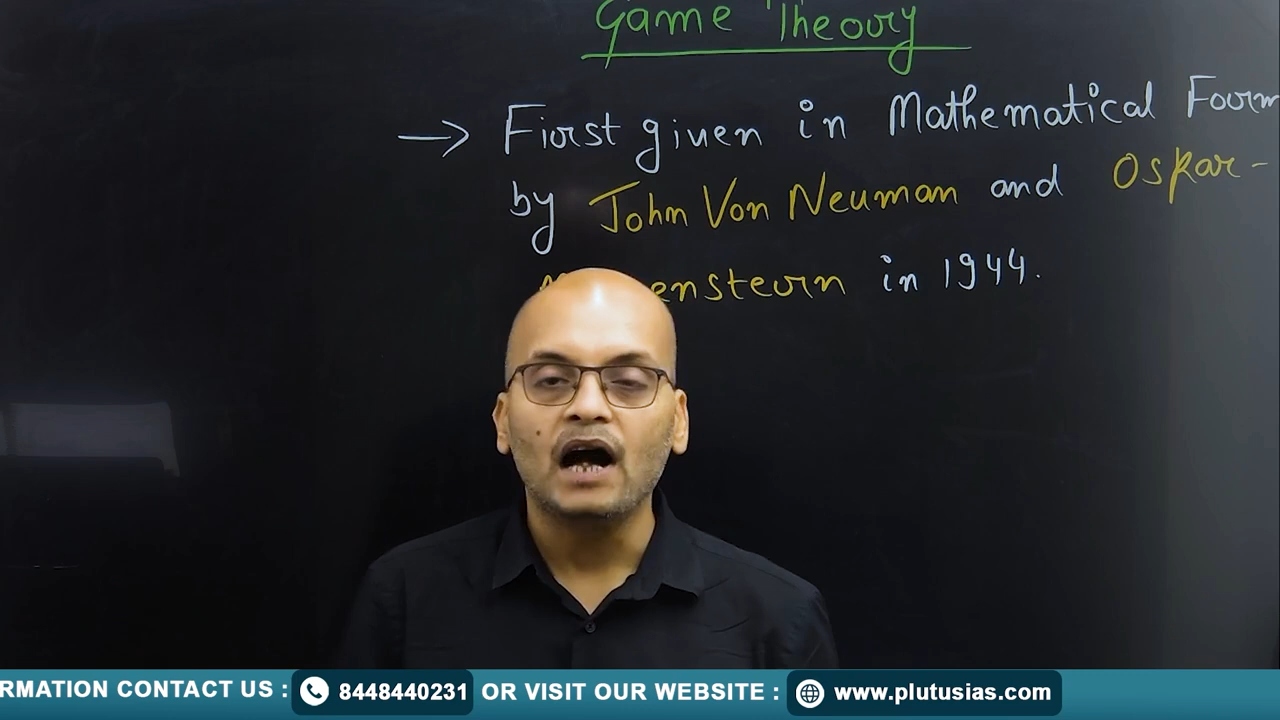 Game Theory
→ First given in Mathematical Form
by John Von Neuman and Oskar-
in 1944.
RMATION CONTACT US : 8448440231 OR VISIT OUR WEBSITE : www.plutusias.com